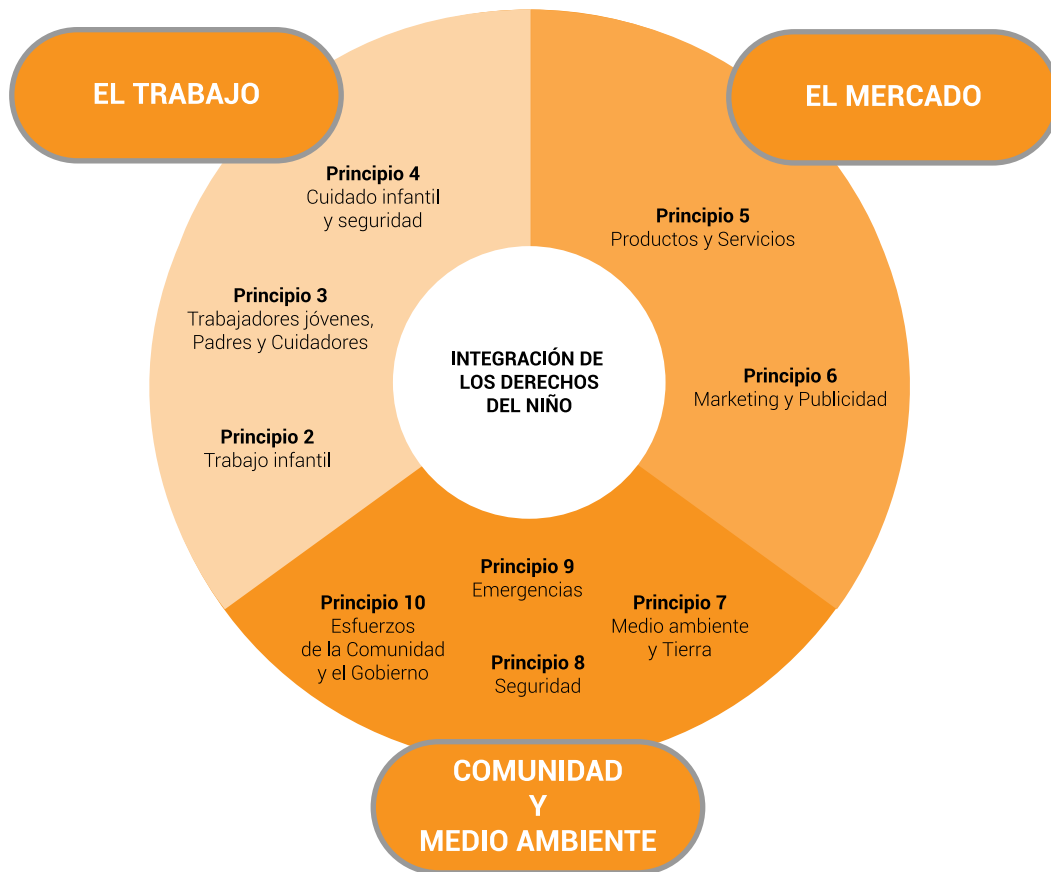 EL TRABAJO
EL MERCADO
Principio 4
Cuidado infantil
y seguridad
Principio 5
Productos y Servicios
Principio 3
Trabajadores jóvenes,
Padres y Cuidadores
INTEGRACIÓN DE
LOS DERECHOS
DEL NIÑO
Principio 6
Marketing y Publicidad
Principio 2
Trabajo infantil
Principio 9
Emergencias
Principio 10
Esfuerzos
de la Comunidad
y el Gobierno
Principio 7
Medio ambiente
y Tierra
Principio 8
Seguridad
COMUNIDAD
Y
MEDIO AMBIENTE